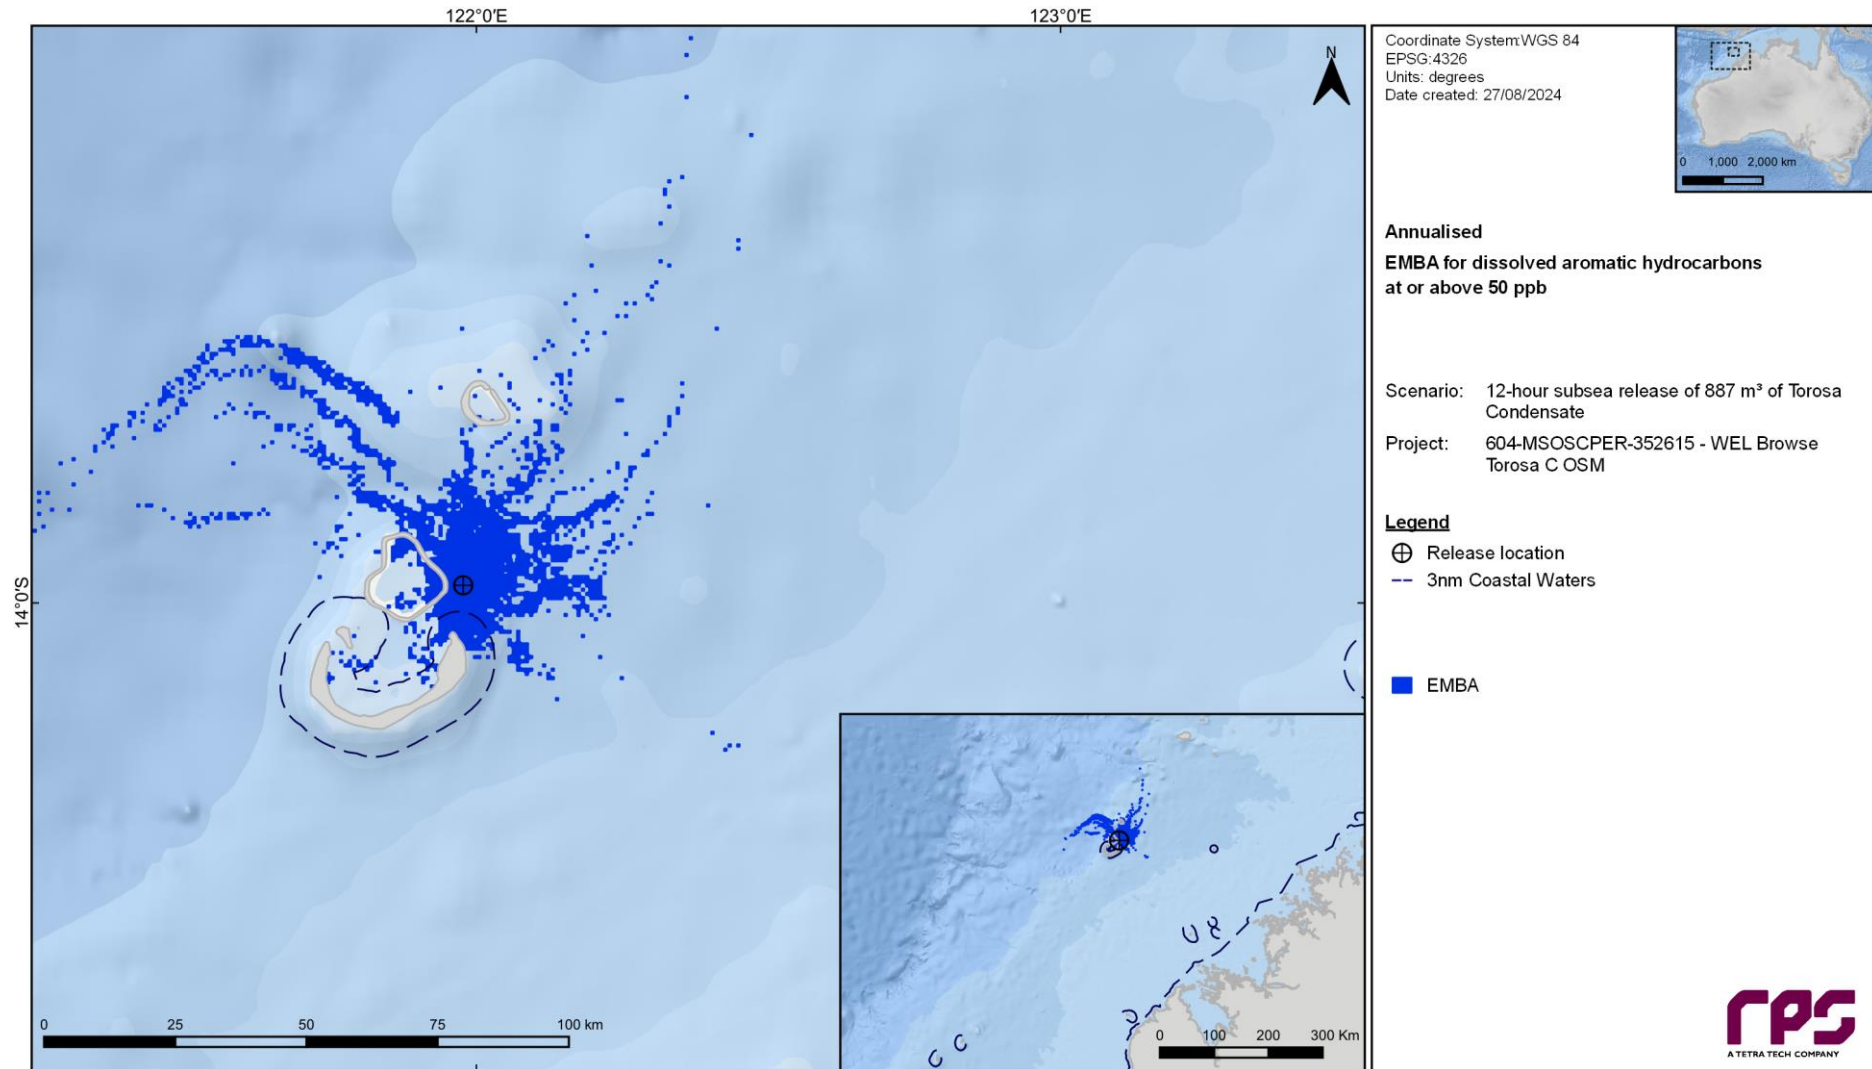 122°0'E
123°0'E
14°0'S
N
0 25 50 75 100 km
0 100 200 300 Km
Coordinate System:WGS 84
EPSG:4326
Units: degrees
Date created: 27/08/2024
0 1,000 2,000 km
Annualised
EMBA for dissolved aromatic hydrocarbons
at or above 50 ppb
Scenario: 12-hour subsea release of 887 m³ of Torosa
Condensate
Project: 604-MSOSCPER-352615 - WEL Browse
Torosa C OSM
Legend
Release location
3nm Coastal Waters
EMBA
rps
A TETRA TECH COMPANY